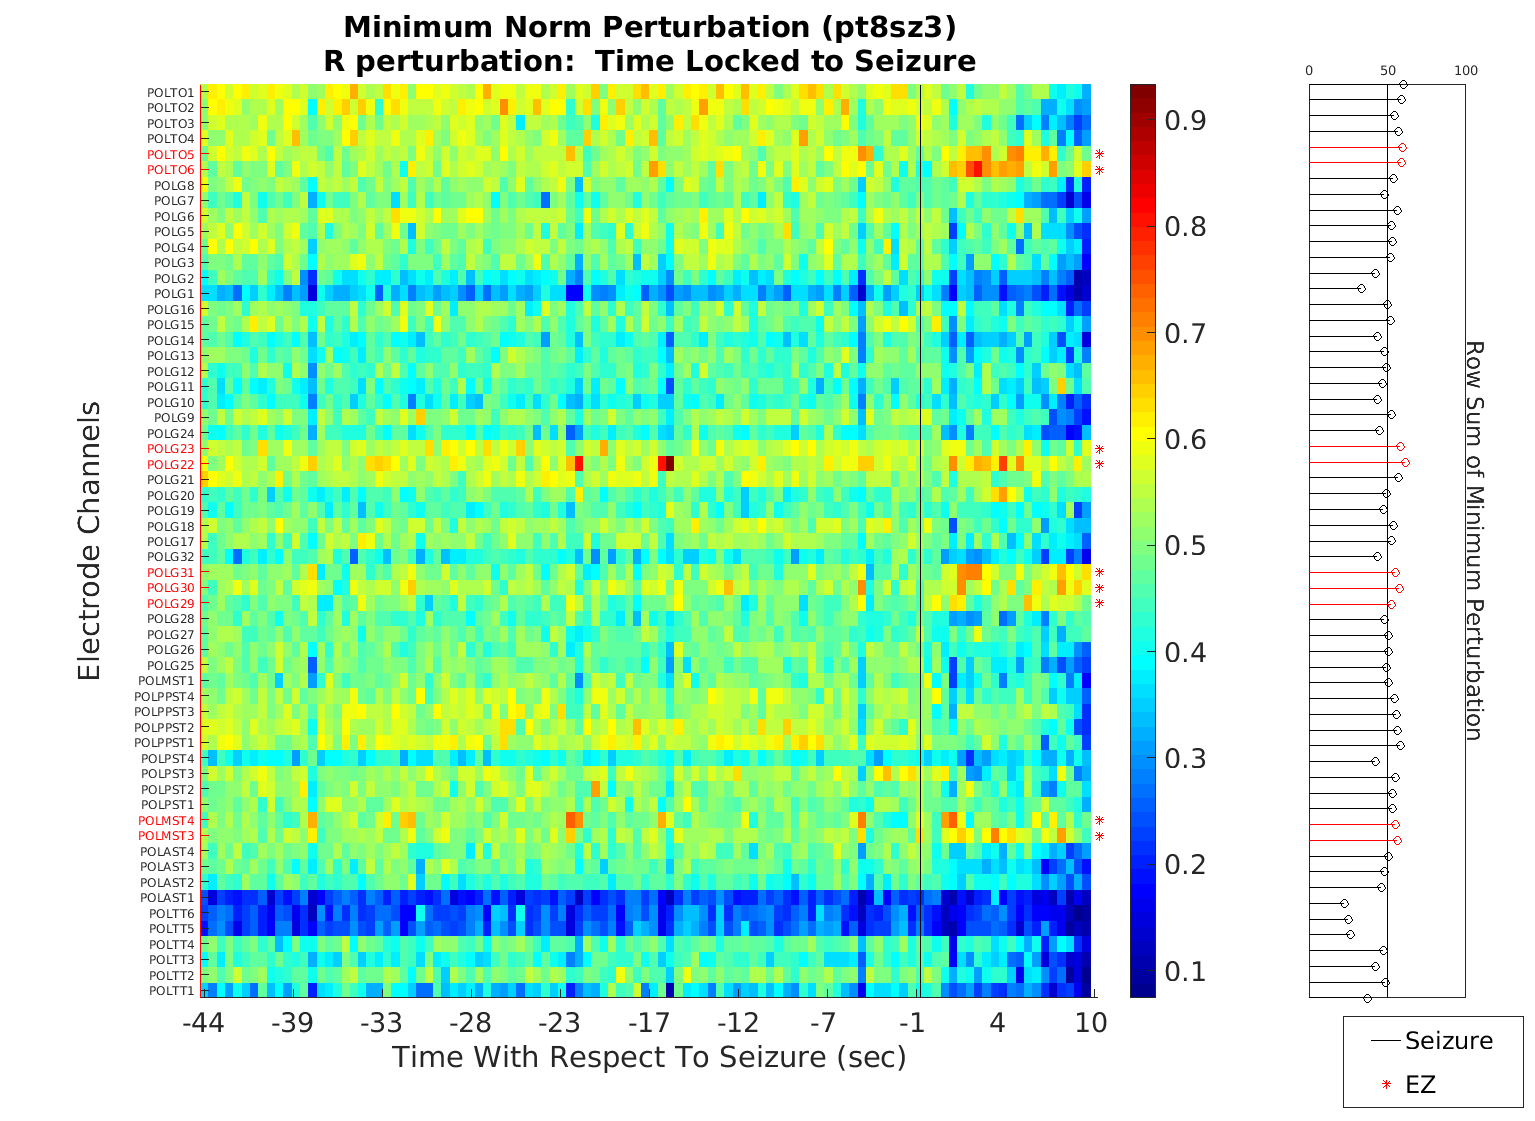 Minimum Norm Perturbation (pt8sz3)
R perturbation: Time Locked to Seizure
0 50 100
POLTO1
POLTO2
POLTO3
POLTO4
POLTO5
POLTO6
POLG8
POLG7
POLG6
POLG5
POLG4
POLG3
POLG2
POLG1
POLG16
POLG15
POLG14
POLG13
POLG12
POLG11
POLG10
POLG9
POLG24
POLG23
POLG22
POLG21
POLG20
POLG19
POLG18
POLG17
POLG32
POLG31
POLG30
POLG29
POLG28
POLG27
POLG26
POLG25
POLMST1
POLPPST4
POLPPST3
POLPPST2
POLPPST1
POLPST4
POLPST3
POLPST2
POLPST1
POLMST4
POLMST3
POLAST4
POLAST3
POLAST2
POLAST1
POLTT6
POLTT5
POLTT4
POLTT3
POLTT2
POLTT1
Electrode Channels
-44 -39 -33 -28 -23 -17 -12 -7 -1 4 10
Time With Respect To Seizure (sec)
0.9
0.8
0.7
0.6
0.5
0.4
0.3
0.2
0.1
Row Sum of Minimum Perturbation
Seizure
EZ